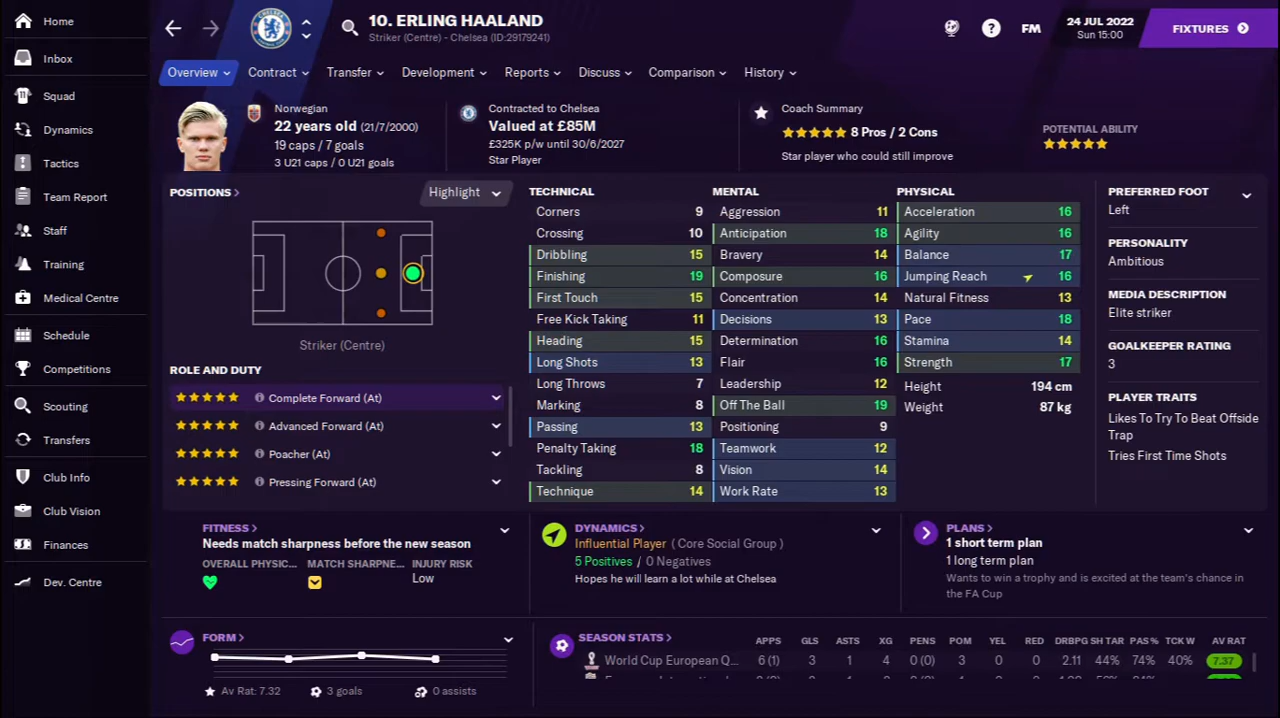 Home
Inbox
Squad
Dynamics
Tactics
Team Report
Staff
Training
Medical Centre
Schedule
Competitions
Scouting
Transfers
Club Info
Club Vision
Finances
Dev. Centre
10. ERLING HAALAND
Striker (Centre) - Chelsea (ID:29179241)
FM
24 JUL 2022
Sun 15:00
FIXTURES
Overview Contract Transfer Development Reports Discuss Comparison History
Norwegian
22 years old (21/7/2000)
19 caps / 7 goals
3 U21 caps / 0 U21 goals
Contracted to Chelsea
Valued at £85M
£325K p/w until 30/6/2027
Star Player
Coach Summary
8 Pros / 2 Cons
Star player who could still improve
POTENTIAL ABILITY
POSITIONS
Highlight
Striker (Centre)
ROLE AND DUTY
Complete Forward (At)
Advanced Forward (At)
Poacher (At)
Pressing Forward (At)
TECHNICAL
Corners 9
Crossing 10
Dribbling 15
Finishing 19
First Touch 15
Free Kick Taking 11
Heading 15
Long Shots 13
Long Throws 7
Marking 8
Passing 13
Penalty Taking 18
Tackling 8
Technique 14
MENTAL
Aggression 11
Anticipation 18
Bravery 14
Composure 16
Concentration 14
Decisions 13
Determination 16
Flair 16
Leadership 12
Off The Ball 19
Positioning 9
Teamwork 12
Vision 14
Work Rate 13
PHYSICAL
Acceleration 16
Agility 16
Balance 17
Jumping Reach 16
Natural Fitness 13
Pace 18
Stamina 14
Strength 17
Height 194 cm
Weight 87 kg
PREFERRED FOOT
Left
PERSONALITY
Ambitious
MEDIA DESCRIPTION
Elite striker
GOALKEEPER RATING
3
PLAYER TRAITS
Likes To Try To Beat Offside
Trap
Tries First Time Shots
FITNESS
Needs match sharpness before the new season
OVERALL PHYSIC... MATCH SHARPNE... INJURY RISK
Low
DYNAMICS
Influential Player ( Core Social Group )
5 Positives / 0 Negatives
Hopes he will learn a lot while at Chelsea
PLANS
1 short term plan
1 long term plan
Wants to win a trophy and is excited at the team's chance in
the FA Cup
FORM
Av Rat: 7.32 3 goals 0 assists
SEASON STATS APPS GLS ASTS XG PENS POM YEL RED DRBPG SH TAR PAS % TCK W AV RAT
World Cup European Q... 6 (1) 3 1 4 0 (0) 3 0 0 2.11 44% 74% 40% 7.37